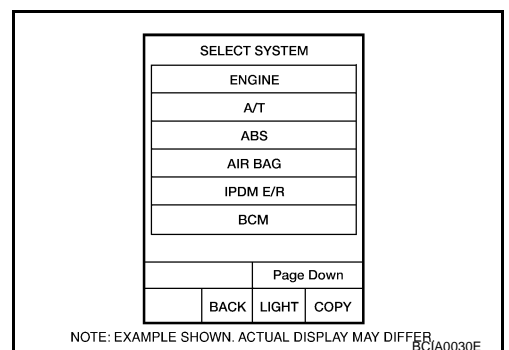 SELECT SYSTEM
ENGINE
A/T
ABS
AIR BAG
IPDM E/R
BCM
Page Down
BACK LIGHT COPY
NOTE: EXAMPLE SHOWN. ACTUAL DISPLAY MAY DIFFER.
BCIA0030E